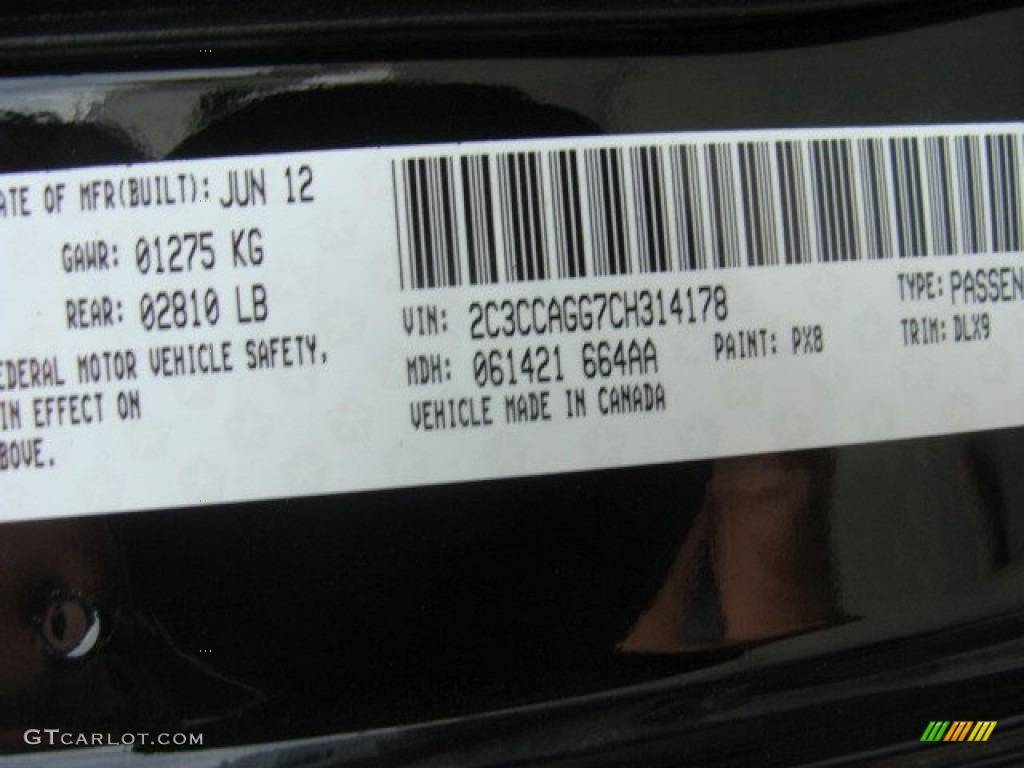 ATE OF MFR(BUILT): JUN 12
GAWR: 01275 KG
REAR: 02810 LB
EDERAL MOTOR VEHICLE SAFETY,
IN EFFECT ON
BOVE.
VIN: 2C3CCAGG7CH314178
TYPE: PASSEN
MDH: 061421 664AA
PAINT: PX8
TRIM: DLX9
VEHICLE MADE IN CANADA
GTCARLOT.COM